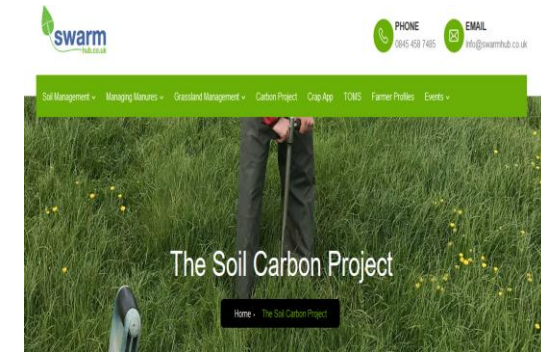 swarm
hub.co.uk
PHONE
0845 458 7485
EMAIL
info@swarmhub.co.uk
Soil Management Managing Manures Grassland Management Carbon Project Crap App TOMS Farmer Profiles Events
The Soil Carbon Project
Home › The Soil Carbon Project